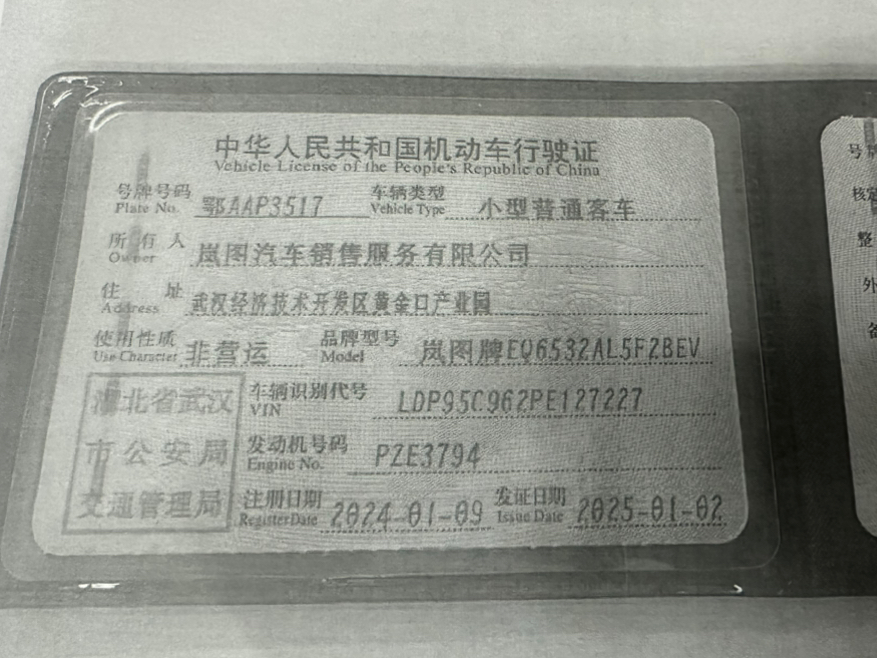 中华人民共和国机动车行驶证
Vehicle License of the People's Republic of China
号牌号码 Plate No. 鄂AAP3517 车辆类型 Vehicle Type 小型普通客车
所有人 Owner 岚图汽车销售服务有限公司
住址 Address 武汉经济技术开发区黄金口产业园
使用性质 Use Character 非营运 品牌型号 Model 岚图牌EQ6532AL5F2BEV
湖北省武汉
市公安局
交通管理局
车辆识别代号 VIN LDP95C962PE127227
发动机号码 Engine No. PZE3794
注册日期 Register Date 2024-01-09 发证日期 Issue Date 2025-01-02
号牌
核定
整
外